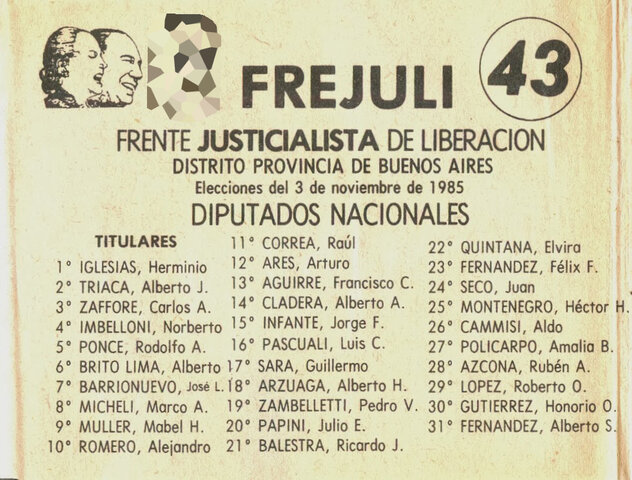 FREJULI
43
FRENTE JUSTICIALISTA DE LIBERACION
DISTRITO PROVINCIA DE BUENOS AIRES
Elecciones del 3 de noviembre de 1985
DIPUTADOS NACIONALES
TITULARES
1° IGLESIAS, Herminio
2° TRIACA, Alberto J.
3° ZAFFORE, Carlos A.
4° IMBELLONI, Norberto
5° PONCE, Rodolfo A.
6° BRITO LIMA, Alberto
7° BARRIONUEVO, José L.
8° MICHELI, Marco A.
9° MULLER, Mabel H.
10° ROMERO, Alejandro
11° CORREA, Raúl
12° ARES, Arturo
13° AGUIRRE, Francisco C.
14° CLADERA, Alberto A.
15° INFANTE, Jorge F.
16° PASCUALI, Luis C.
17° SARA, Guillermo
18° ARZUAGA, Alberto H.
19° ZAMBELLETTI, Pedro V.
20° PAPINI, Julio E.
21° BALESTRA, Ricardo J.
22° QUINTANA, Elvira
23° FERNANDEZ, Félix F.
24° SECO, Juan
25° MONTENEGRO, Héctor H.
26° CAMMISI, Aldo
27° POLICARPO, Amalia B.
28° AZCONA, Rubén A.
29° LOPEZ, Roberto O.
30° GUTIERREZ, Honorio O.
31° FERNANDEZ, Alberto S.